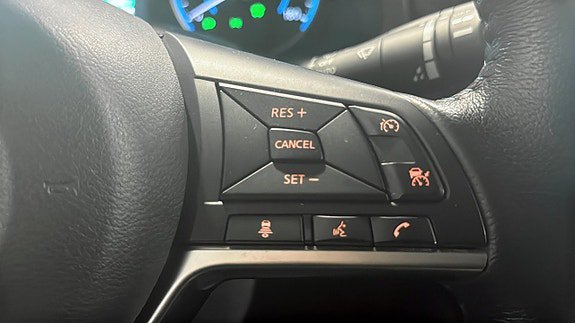 RES +
CANCEL
SET −